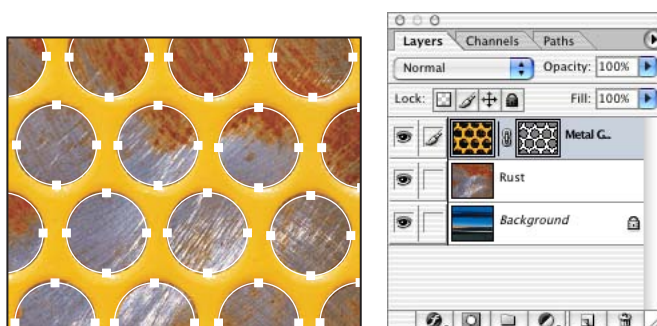 Layers Channels Paths
Normal Opacity: 100%
Lock: Fill: 100%
Metal G...
Rust
Background